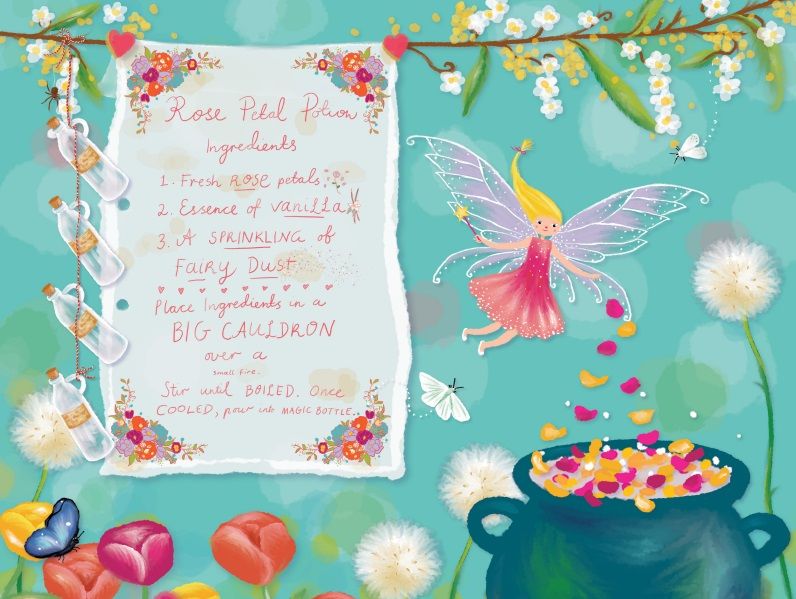 Rose Petal Potion
Ingredients
1. Fresh ROSE petals
2. Essence of VANILLA
3. A SPRINKLING of
FAIRY DUST
Place Ingredients in a
BIG CAULDRON
over a
small fire.
Stir until BOILED. Once
COOLED, pour into MAGIC BOTTLE.